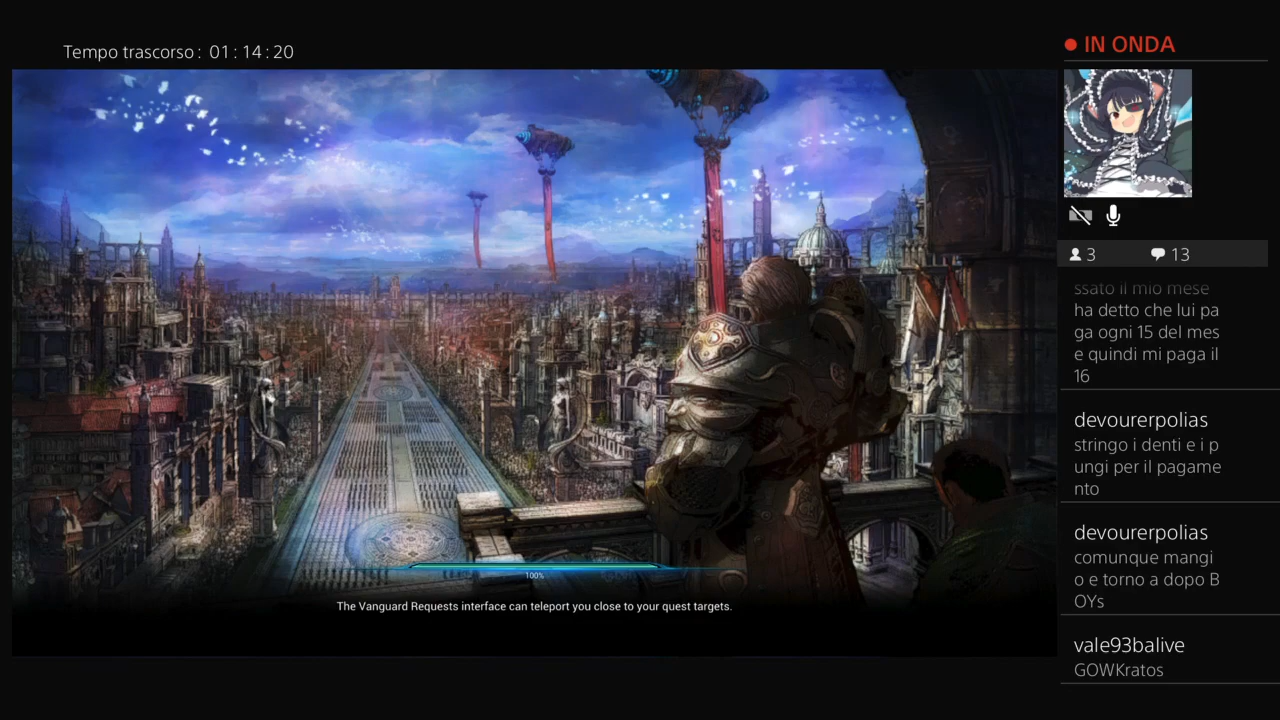 Tempo trascorso: 01:14:20
IN ONDA
3 13
ssato il mio mese
ha detto che lui pa
ga ogni 15 del mes
e quindi mi paga il
16
devourerpolias
stringo i denti e i p
ungi per il pagame
nto
devourerpolias
comunque mangi
o e torno a dopo B
OYs
vale93balive
GOWKratos
100%
The Vanguard Requests interface can teleport you close to your quest targets.